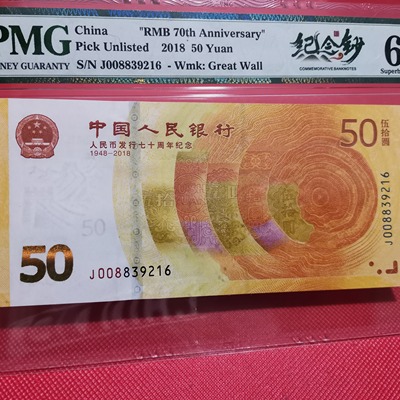 PMG China "RMB 70th Anniversary"
Pick Unlisted 2018 50 Yuan
NEY GUARANTY S/N J008839216 - Wmk: Great Wall
纪念钞
COMMEMORATIVE BANKNOTES
6
Superb
中国人民银行
人民币发行七十周年纪念
1948-2018
50 伍拾圆
50
50
J008839216
J008839216